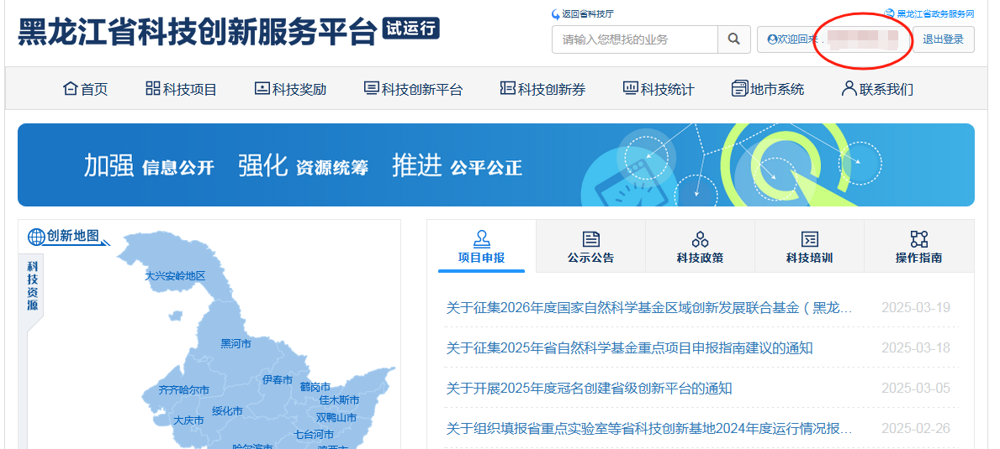 黑龙江省科技创新服务平台 试运行
返回省科技厅
黑龙江省政务服务网
请输入您想找的业务
欢迎回来，
退出登录
首页 科技项目 科技奖励 科技创新平台 科技创新券 科技统计 地市系统 联系我们
加强 信息公开 强化 资源统筹 推进 公平公正
创新地图
科技资源
大兴安岭地区
黑河市
伊春市
鹤岗市
齐齐哈尔市
佳木斯市
绥化市
双鸭山市
大庆市
七台河市
哈尔滨市
鸡西市
项目申报 公示公告 科技政策 科技培训 操作指南
关于征集2026年度国家自然科学基金区域创新发展联合基金（黑龙... 2025-03-19
关于征集2025年省自然科学基金重点项目申报指南建议的通知 2025-03-18
关于开展2025年度冠名创建省级创新平台的通知 2025-03-05
关于组织填报省重点实验室等省科技创新基地2024年度运行情况报... 2025-02-26